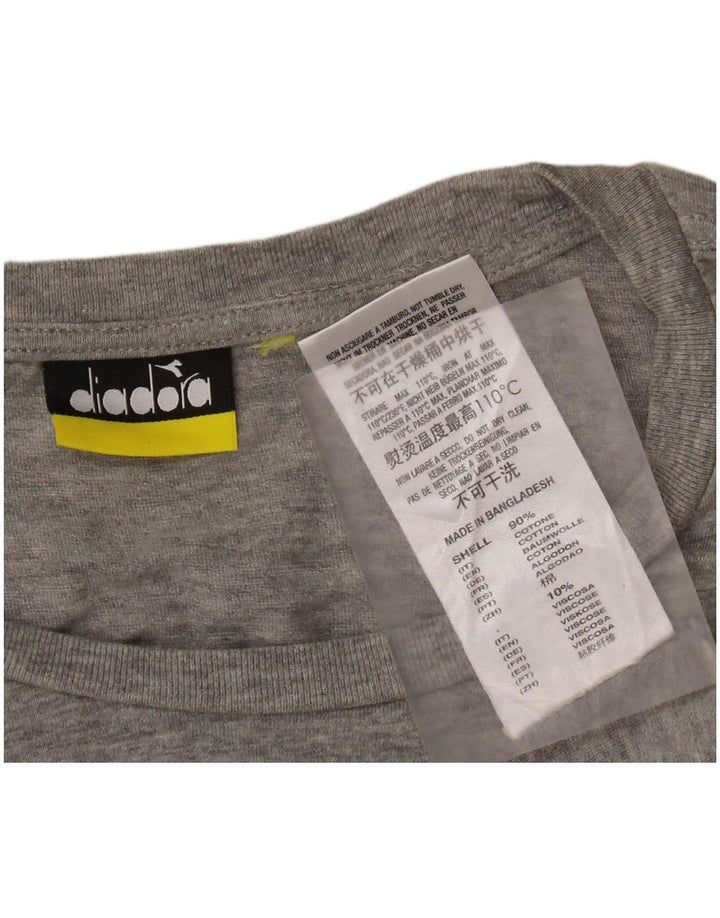 diadora
NON ASCIUGARE A TAMBURO, NOT TUMBLE DRY,
NICHT IM TROCKNER TROCKNEN, NE PASSER
MACHINE, NO SECAR EN
SECADORA, NAO SECAR
不可在干燥桶中烘干
STIRARE MAX 110°C, IRON AT MAX
110°C/230°F, NICHT HEIß BÜGELN MAX 110°C,
REPASSER A 110°C MAX, PLANCHAR MAXIMO
110°C, PASSAR A FERRO MAX 110°C
熨烫温度最高110°C
NON LAVARE A SECCO, DO NOT DRY CLEAR,
KEINE TROCKENREINIGUNG,
PAS DE NETTOYAGE A SEC, NO LIMPIAR EN
SECO, NAO LAVAR A SECO
不可干洗
MADE IN BANGLADESH
SHELL 90%
(IT) COTONE
(EN) COTTON
(DE) BAUMWOLLE
(FR) COTON
(ES) ALGODON
(PT) ALGODAO
(ZH) 棉
10%
(IT) VISCOSA
(EN) VISCOSE
(DE) VISKOSE
(FR) VISCOSE
(ES) VISCOSA
(PT) VISCOSA
(ZH) 粘胶纤维